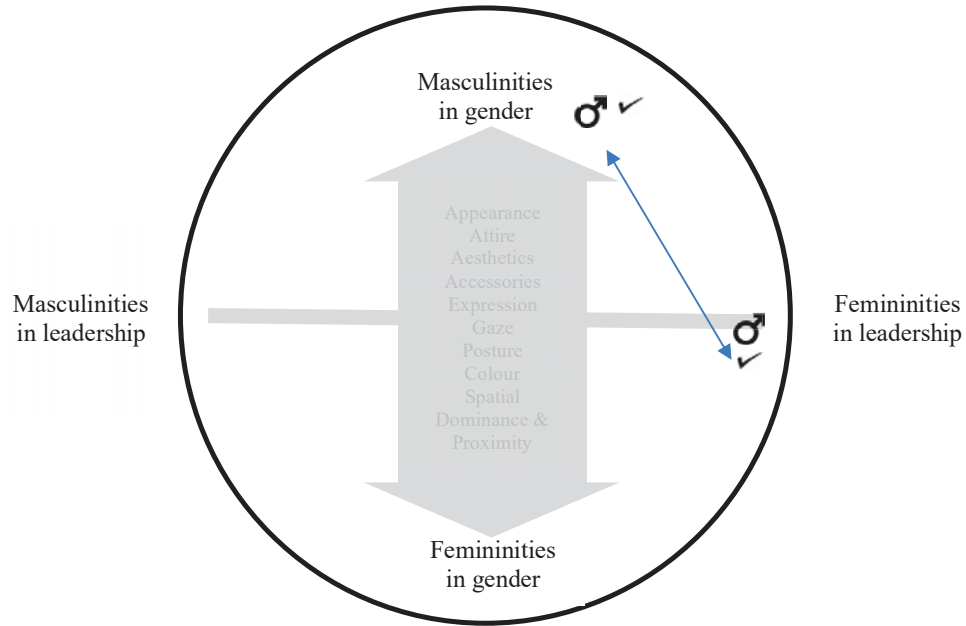 Masculinities
in gender
♂ ✓
Appearance
Attire
Aesthetics
Accessories
Expression
Gaze
Posture
Colour
Spatial
Dominance &
Proximity
Masculinities
in leadership
Femininities
in leadership
♂
✓
Femininities
in gender